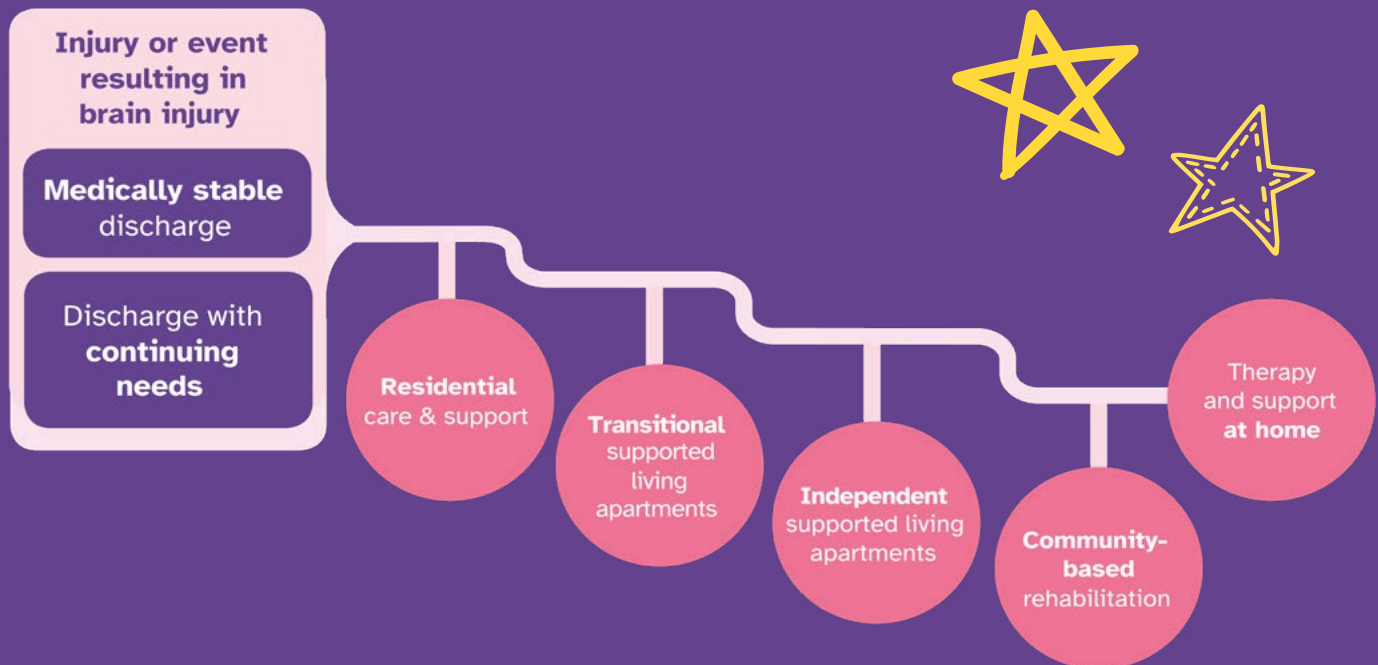 Injury or event
resulting in
brain injury
Medically stable
discharge
Discharge with
continuing
needs
Residential
care & support
Transitional
supported
living
apartments
Independent
supported living
apartments
Community-
based
rehabilitation
Therapy
and support
at home